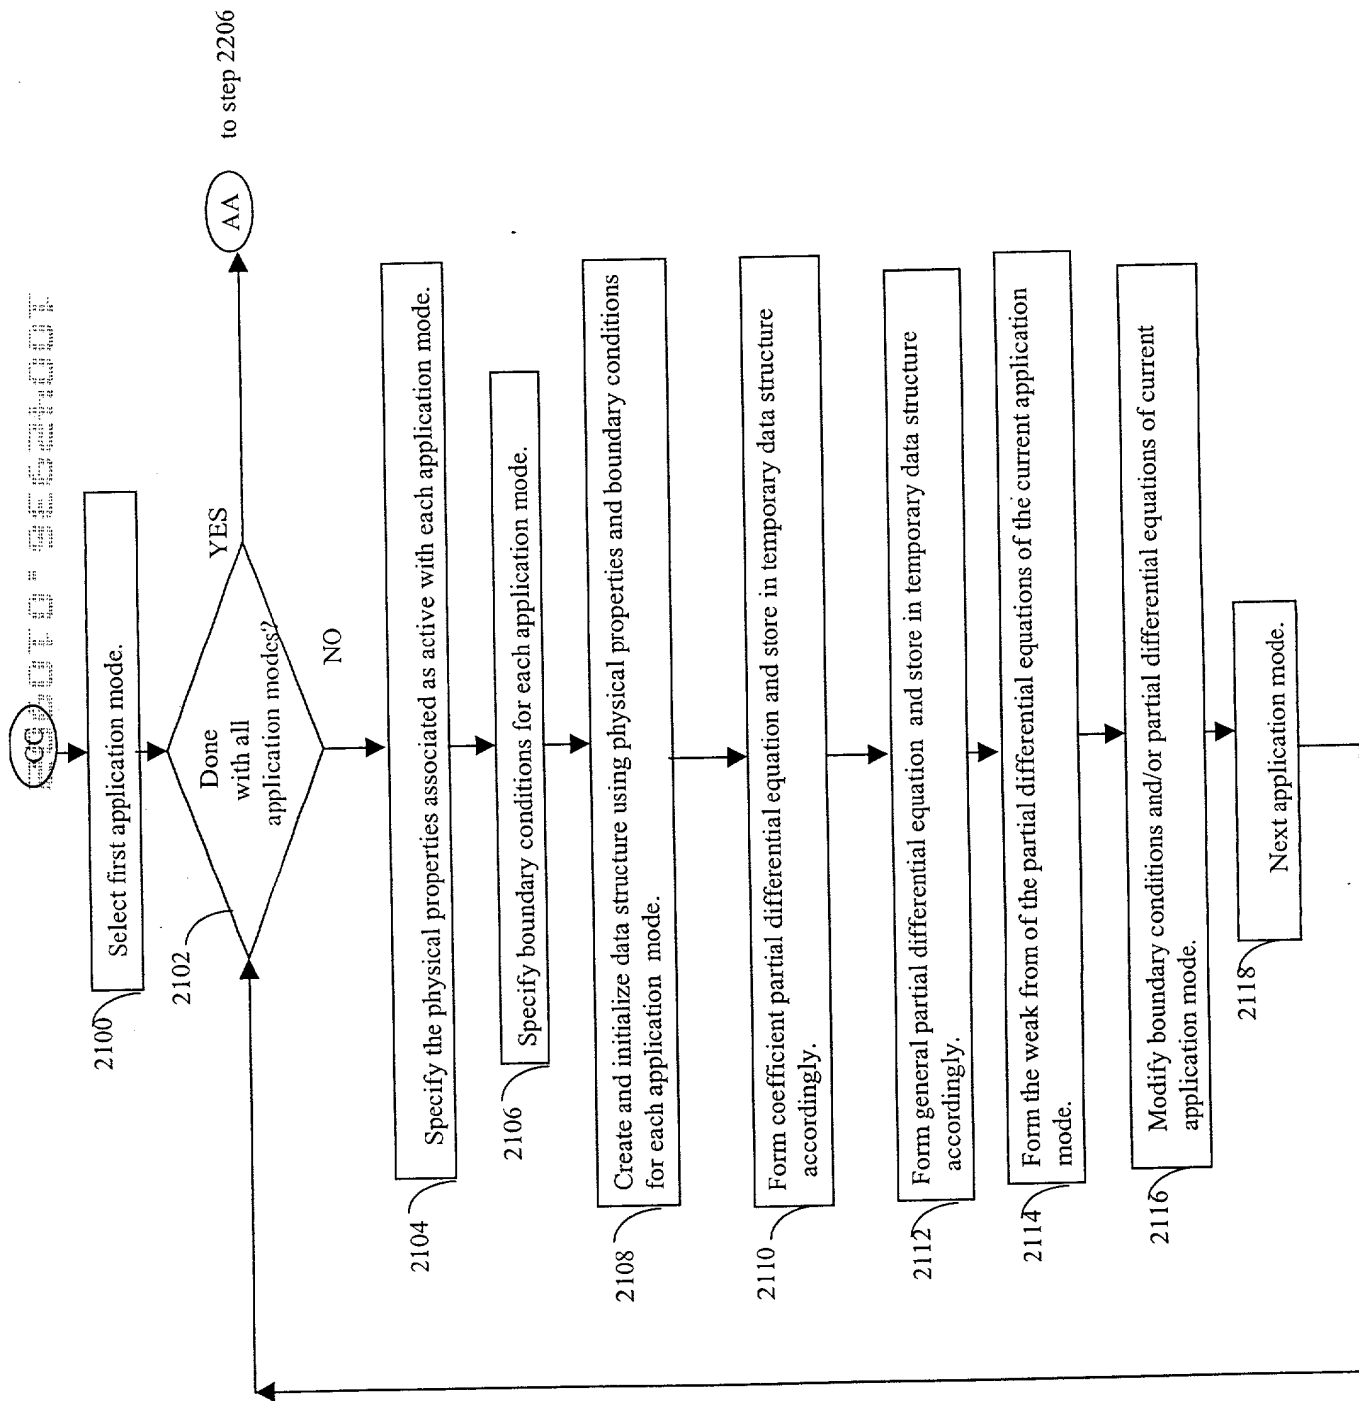 CC
Select first application mode.
2100
Done
with all
application modes?
2102
YES
AA
to step 2206
NO
Specify the physical properties associated as active with each application mode.
2104
Specify boundary conditions for each application mode.
2106
Create and initialize data structure using physical properties and boundary conditions
for each application mode.
2108
Form coefficient partial differential equation and store in temporary data structure
accordingly.
2110
Form general partial differential equation and store in temporary data structure
accordingly.
2112
Form the weak from of the partial differential equations of the current application
mode.
2114
Modify boundary conditions and/or partial differential equations of current
application mode.
2116
Next application mode.
2118